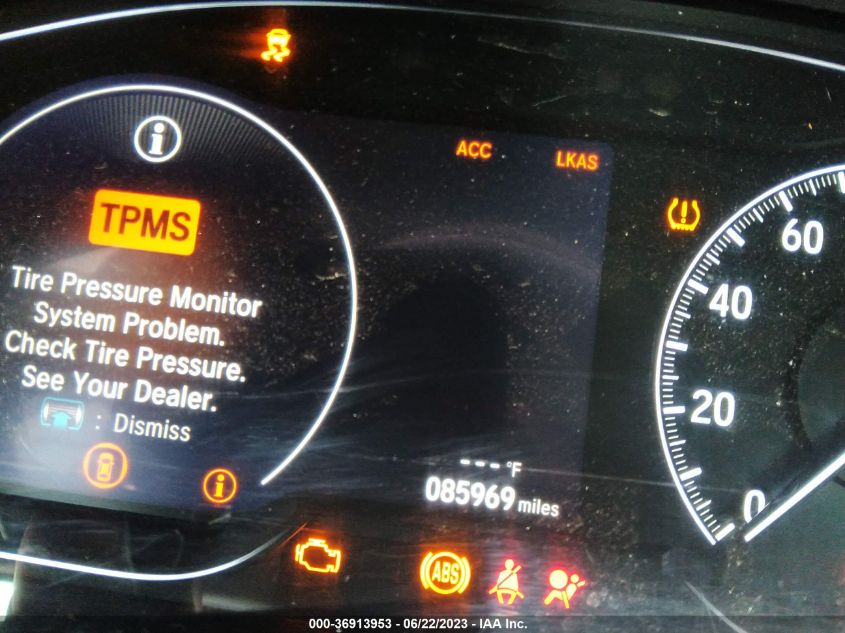 ACC
LKAS
TPMS
Tire Pressure Monitor
System Problem.
Check Tire Pressure.
See Your Dealer.
: Dismiss
60
40
20
0
--- °F
085969 miles
ABS
000-36913953 - 06/22/2023 - IAA Inc.